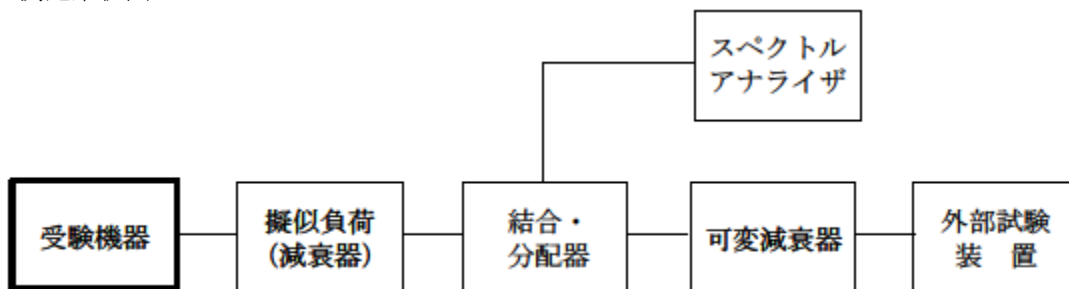 スペクトル
アナライザ
受験機器
擬似負荷
(減衰器)
結合・
分配器
可変減衰器
外部試験
装　置